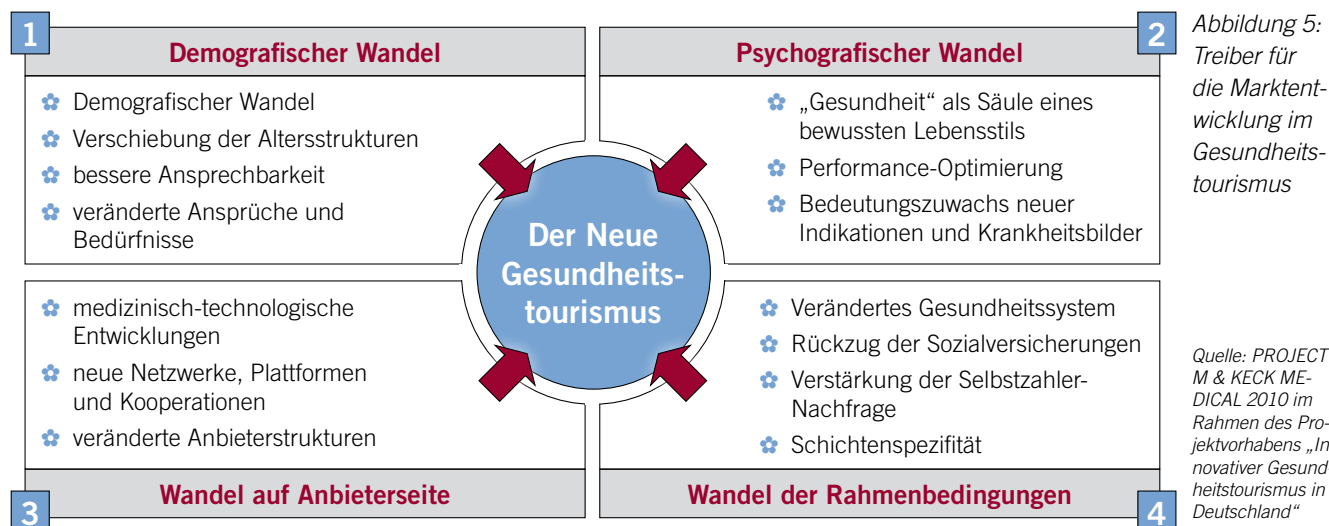 1
Demografischer Wandel
Demografischer Wandel
Verschiebung der Altersstrukturen
bessere Ansprechbarkeit
veränderte Ansprüche und
Bedürfnisse
Psychografischer Wandel
2
„Gesundheit“ als Säule eines
bewussten Lebensstils
Performance-Optimierung
Bedeutungszuwachs neuer
Indikationen und Krankheitsbilder
Der Neue
Gesundheits-
tourismus
medizinisch-technologische
Entwicklungen
neue Netzwerke, Plattformen
und Kooperationen
veränderte Anbieterstrukturen
Wandel auf Anbieterseite
3
Verändertes Gesundheitssystem
Rückzug der Sozialversicherungen
Verstärkung der Selbstzahler-
Nachfrage
Schichtenspezifität
Wandel der Rahmenbedingungen
4
Abbildung 5:
Treiber für
die Marktent-
wicklung im
Gesundheits-
tourismus
Quelle: PROJECT
M & KECK ME-
DICAL 2010 im
Rahmen des Pro-
jektvorhabens „In
novativer Gesund
heitstourismus in
Deutschland“